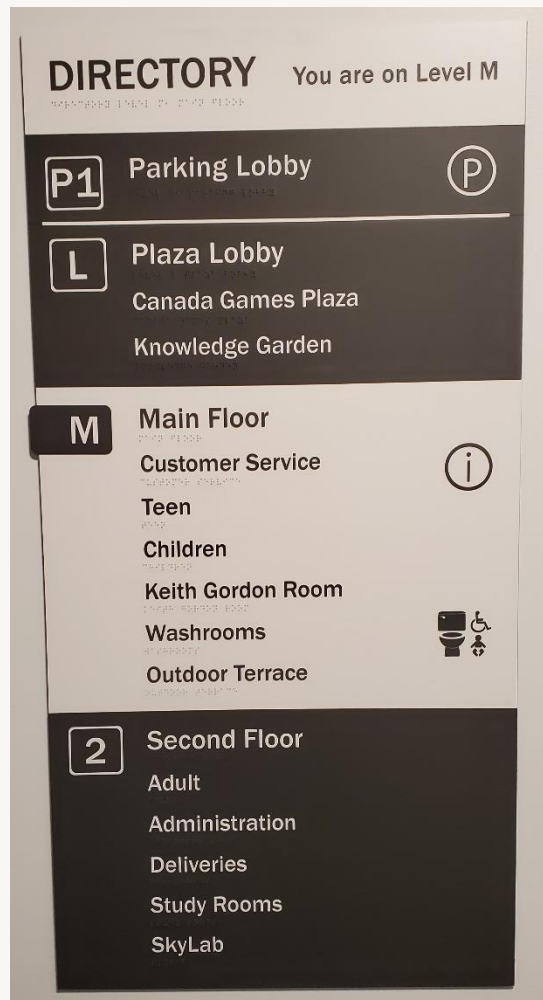 DIRECTORY You are on Level M
P1 Parking Lobby P
L Plaza Lobby
Canada Games Plaza
Knowledge Garden
M Main Floor
Customer Service i
Teen
Children
Keith Gordon Room
Washrooms
Outdoor Terrace
2 Second Floor
Adult
Administration
Deliveries
Study Rooms
SkyLab